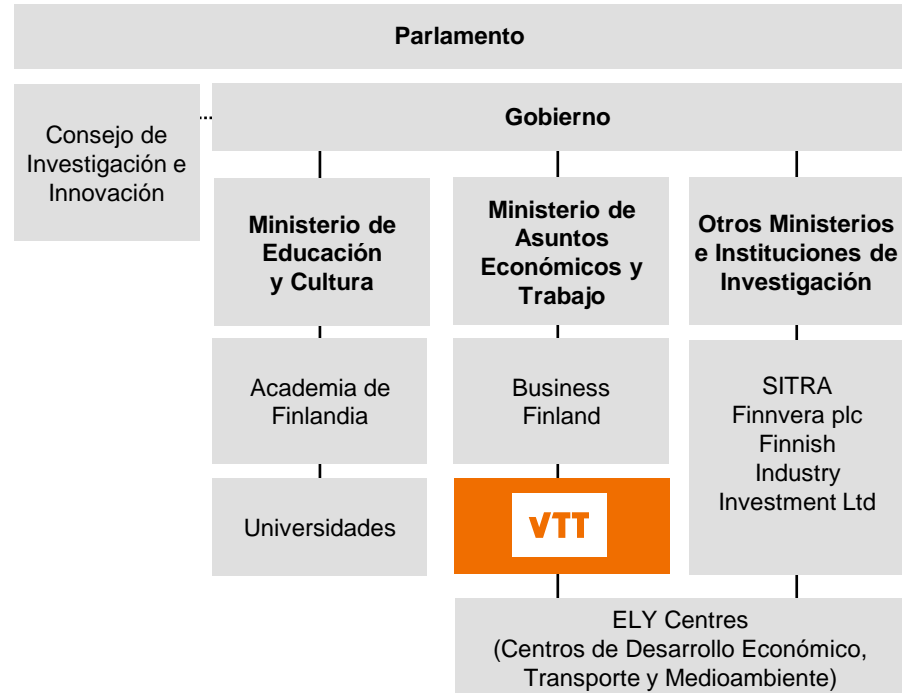 Parlamento
Consejo de
Investigación e
Innovación
Gobierno
Ministerio de
Educación
y Cultura
Ministerio de
Asuntos
Económicos y
Trabajo
Otros Ministerios
e Instituciones de
Investigación
Academia de
Finlandia
Business
Finland
SITRA
Finnvera plc
Finnish
Industry
Investment Ltd
Universidades
VTT
ELY Centres
(Centros de Desarrollo Económico,
Transporte y Medioambiente)